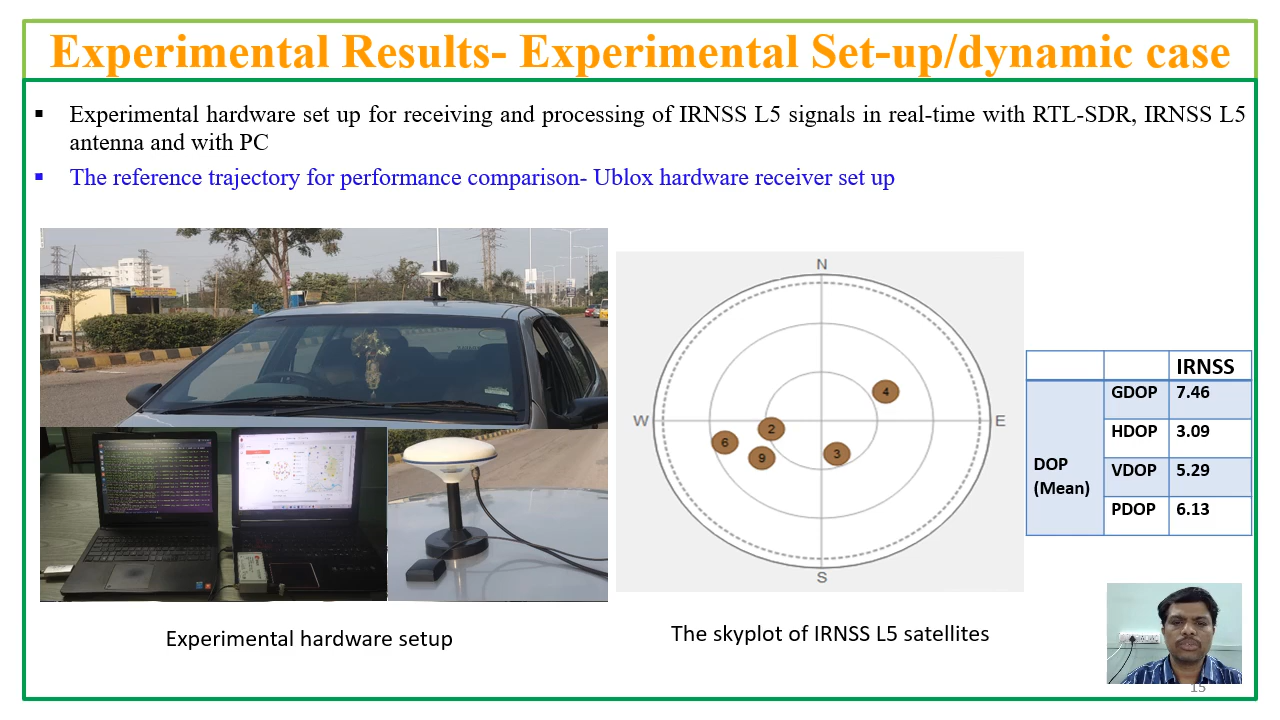 Experimental Results- Experimental Set-up/dynamic case
▪ Experimental hardware set up for receiving and processing of IRNSS L5 signals in real-time with RTL-SDR, IRNSS L5
antenna and with PC
▪ The reference trajectory for performance comparison- Ublox hardware receiver set up
N
W
E
S
4
2
6
9
3
IRNSS
DOP
(Mean)
GDOP 7.46
HDOP 3.09
VDOP 5.29
PDOP 6.13
Experimental hardware setup
The skyplot of IRNSS L5 satellites
15